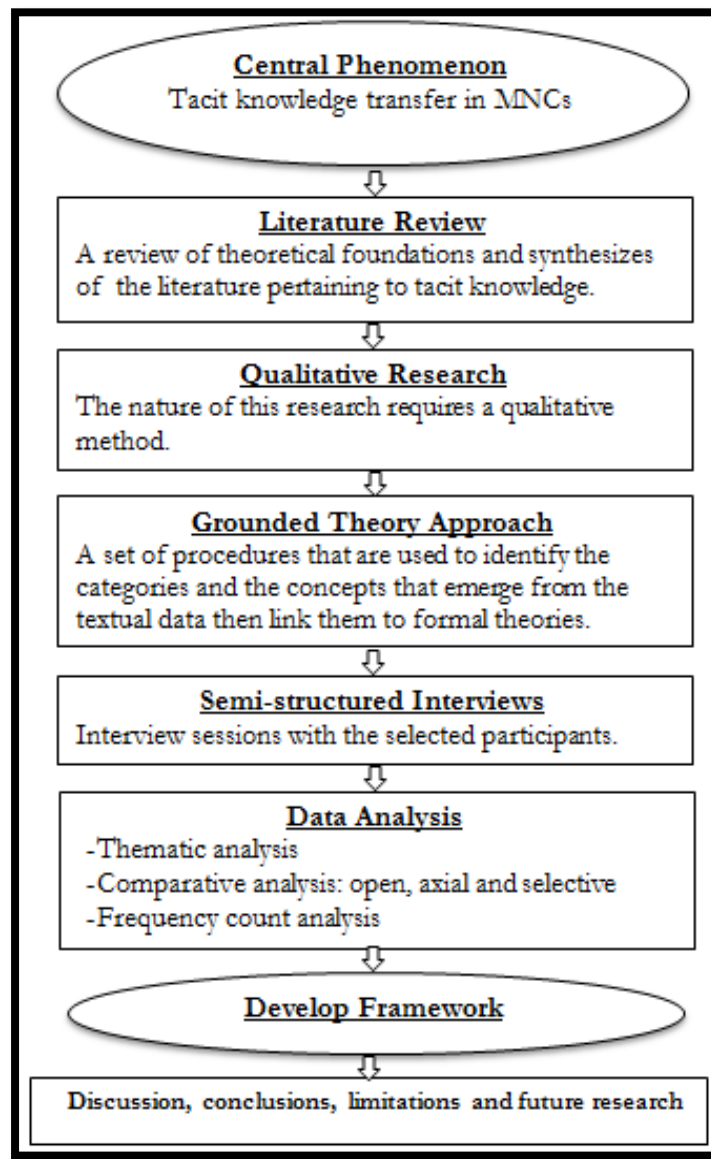 Central Phenomenon
Tacit knowledge transfer in MNCs
Literature Review
A review of theoretical foundations and synthesizes
of the literature pertaining to tacit knowledge.
Qualitative Research
The nature of this research requires a qualitative
method.
Grounded Theory Approach
A set of procedures that are used to identify the
categories and the concepts that emerge from the
textual data then link them to formal theories.
Semi-structured Interviews
Interview sessions with the selected participants.
Data Analysis
-Thematic analysis
-Comparative analysis: open, axial and selective
-Frequency count analysis
Develop Framework
Discussion, conclusions, limitations and future research